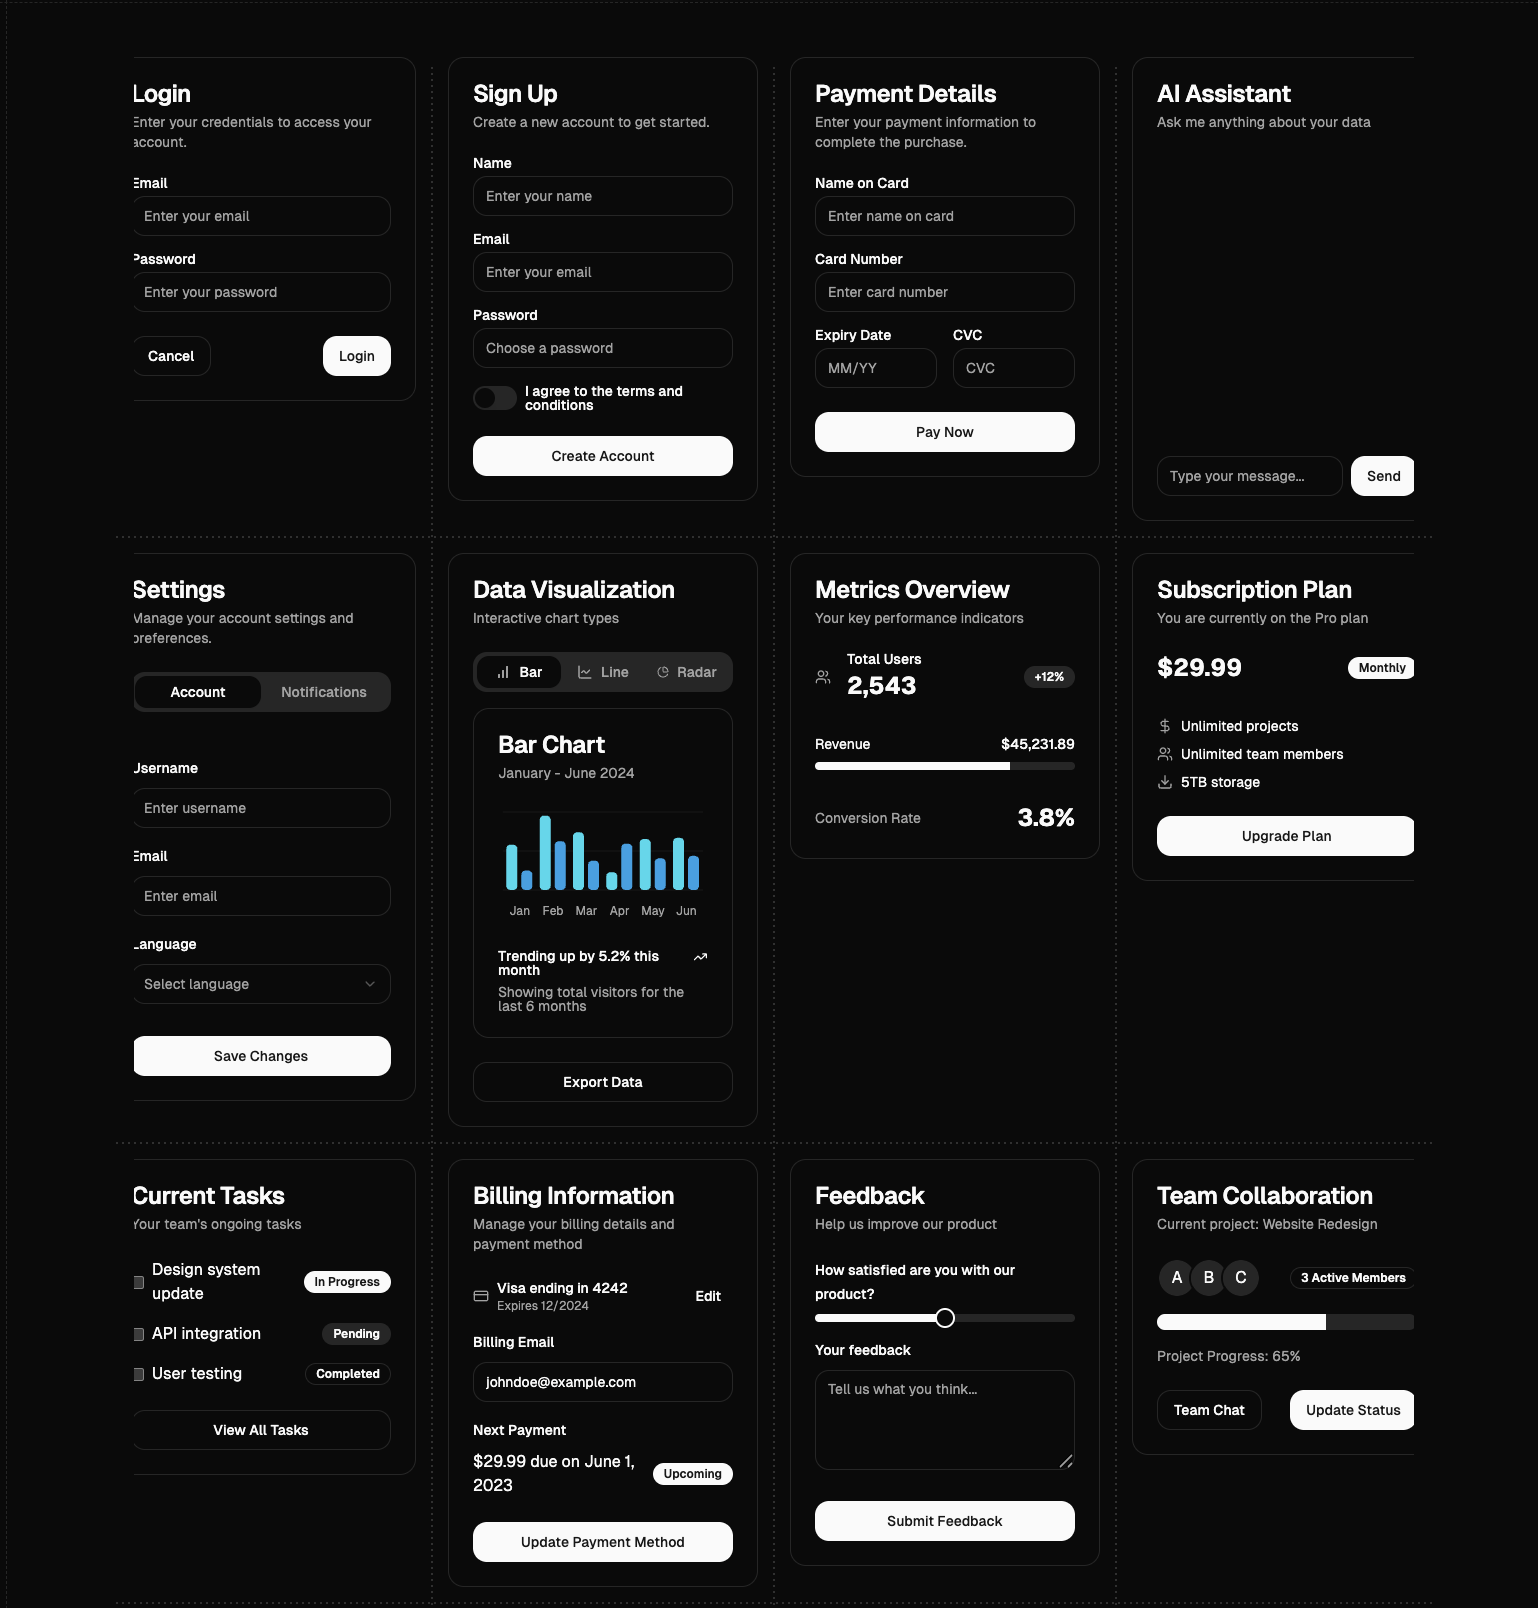 Login
Enter your credentials to access your
account.
Email
Enter your email
Password
Enter your password
Cancel
Login
Sign Up
Create a new account to get started.
Name
Enter your name
Email
Enter your email
Password
Choose a password
I agree to the terms and
conditions
Create Account
Payment Details
Enter your payment information to
complete the purchase.
Name on Card
Enter name on card
Card Number
Enter card number
Expiry Date
CVC
MM/YY
CVC
Pay Now
AI Assistant
Ask me anything about your data
Type your message...
Send
Settings
Manage your account settings and
preferences.
Account
Notifications
Username
Enter username
Email
Enter email
Language
Select language
Save Changes
Data Visualization
Interactive chart types
Bar
Line
Radar
Bar Chart
January - June 2024
Jan Feb Mar Apr May Jun
Trending up by 5.2% this
month
Showing total visitors for the
last 6 months
Export Data
Metrics Overview
Your key performance indicators
Total Users
2,543
+12%
Revenue
$45,231.89
Conversion Rate
3.8%
Subscription Plan
You are currently on the Pro plan
$29.99
Monthly
Unlimited projects
Unlimited team members
5TB storage
Upgrade Plan
Current Tasks
Your team's ongoing tasks
Design system
update
In Progress
API integration
Pending
User testing
Completed
View All Tasks
Billing Information
Manage your billing details and
payment method
Visa ending in 4242
Expires 12/2024
Edit
Billing Email
johndoe@example.com
Next Payment
$29.99 due on June 1,
2023
Upcoming
Update Payment Method
Feedback
Help us improve our product
How satisfied are you with our
product?
Your feedback
Tell us what you think...
Submit Feedback
Team Collaboration
Current project: Website Redesign
A
B
C
3 Active Members
Project Progress: 65%
Team Chat
Update Status